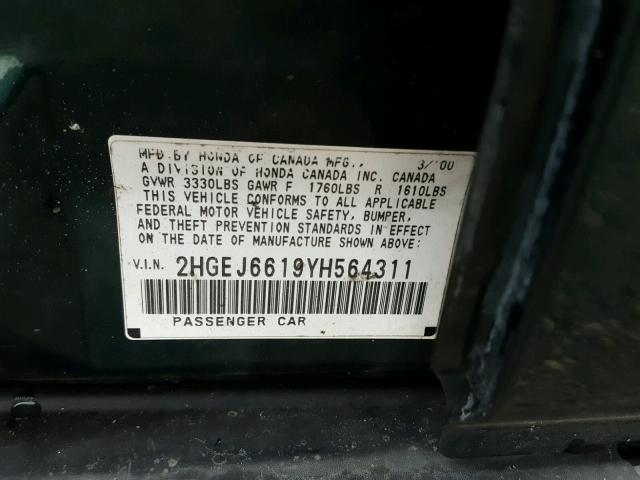 MFD. BY HONDA OF CANADA MFG., 3/'00
A DIVISION OF HONDA CANADA INC. CANADA
GVWR 3330LBS GAWR F 1760LBS R 1610LBS
THIS VEHICLE CONFORMS TO ALL APPLICABLE
FEDERAL MOTOR VEHICLE SAFETY, BUMPER,
AND THEFT PREVENTION STANDARDS IN EFFECT
ON THE DATE OF MANUFACTURE SHOWN ABOVE:
V.I.N. 2HGEJ6619YH564311
PASSENGER CAR